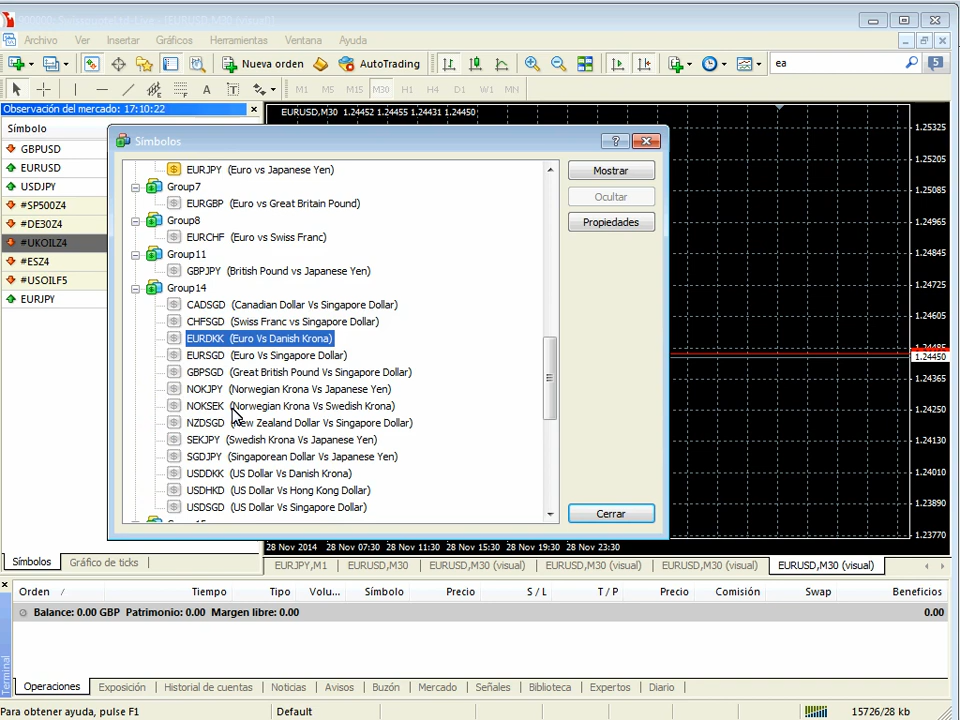 EURUSD,M30 (visual)]
Archivo Ver Insertar Gráficos Herramientas Ventana Ayuda
Nueva orden AutoTrading ea 5
A T M1 M5 M15 M30 H1 H4 D1 W1 MN
Observación del mercado: 17:10:22
Símbolo
GBPUSD
EURUSD
USDJPY
#SP500Z4
#DE30Z4
#UKOILZ4
#ESZ4
#USOILF5
EURJPY
Símbolos Gráfico de ticks
EURUSD,M30 1.24452 1.24455 1.24431 1.24450
Símbolos
EURJPY (Euro vs Japanese Yen)
Group7
EURGBP (Euro vs Great Britain Pound)
Group8
EURCHF (Euro vs Swiss Franc)
Group11
GBPJPY (British Pound vs Japanese Yen)
Group14
CADSGD (Canadian Dollar Vs Singapore Dollar)
CHFSGD (Swiss Franc vs Singapore Dollar)
EURDKK (Euro Vs Danish Krona)
EURSGD (Euro Vs Singapore Dollar)
GBPSGD (Great British Pound Vs Singapore Dollar)
NOKJPY (Norwegian Krona Vs Japanese Yen)
NOKSEK (Norwegian Krona Vs Swedish Krona)
NZDSGD (New Zealand Dollar Vs Singapore Dollar)
SEKJPY (Swedish Krona Vs Japanese Yen)
SGDJPY (Singaporean Dollar Vs Japanese Yen)
USDDKK (US Dollar Vs Danish Krona)
USDHKD (US Dollar Vs Hong Kong Dollar)
USDSGD (US Dollar Vs Singapore Dollar)
Mostrar
Ocultar
Propiedades
Cerrar
1.25325
1.25205
1.25085
1.24965
1.24845
1.24725
1.24605
1.24485
1.24450
1.24365
1.24250
1.24130
1.24010
1.23890
1.23770
28 Nov 2014 28 Nov 07:30 28 Nov 11:30 28 Nov 15:30 28 Nov 19:30 28 Nov 23:30
EURJPY,M1 EURUSD,M30 EURUSD,M30 (visual) EURUSD,M30 (visual) EURUSD,M30 (visual) EURUSD,M30 (visual)
Orden / Tiempo Tipo Volu... Símbolo Precio S / L T / P Precio Comisión Swap Beneficios
Balance: 0.00 GBP Patrimonio: 0.00 Margen libre: 0.00 0.00
Terminal
Operaciones Exposición Historial de cuentas Noticias Avisos Buzón Mercado Señales Biblioteca Expertos Diario
Para obtener ayuda, pulse F1 Default 15726/28 kb